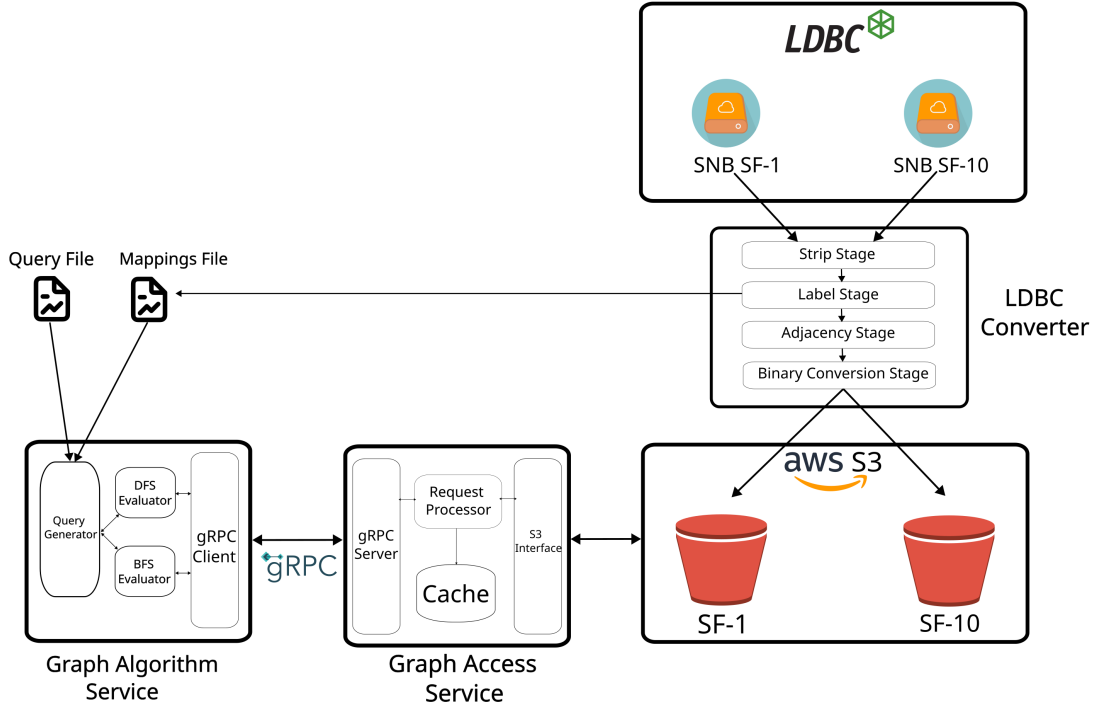 LDBC
SNB SF-1
SNB SF-10
Strip Stage
Label Stage
Adjacency Stage
Binary Conversion Stage
LDBC
Converter
Query File
Mappings File
Query
Generator
DFS
Evaluator
BFS
Evaluator
gRPC
Client
Graph Algorithm
Service
gRPC
gRPC
Server
Request
Processor
Cache
S3
Interface
Graph Access
Service
aws S3
SF-1
SF-10